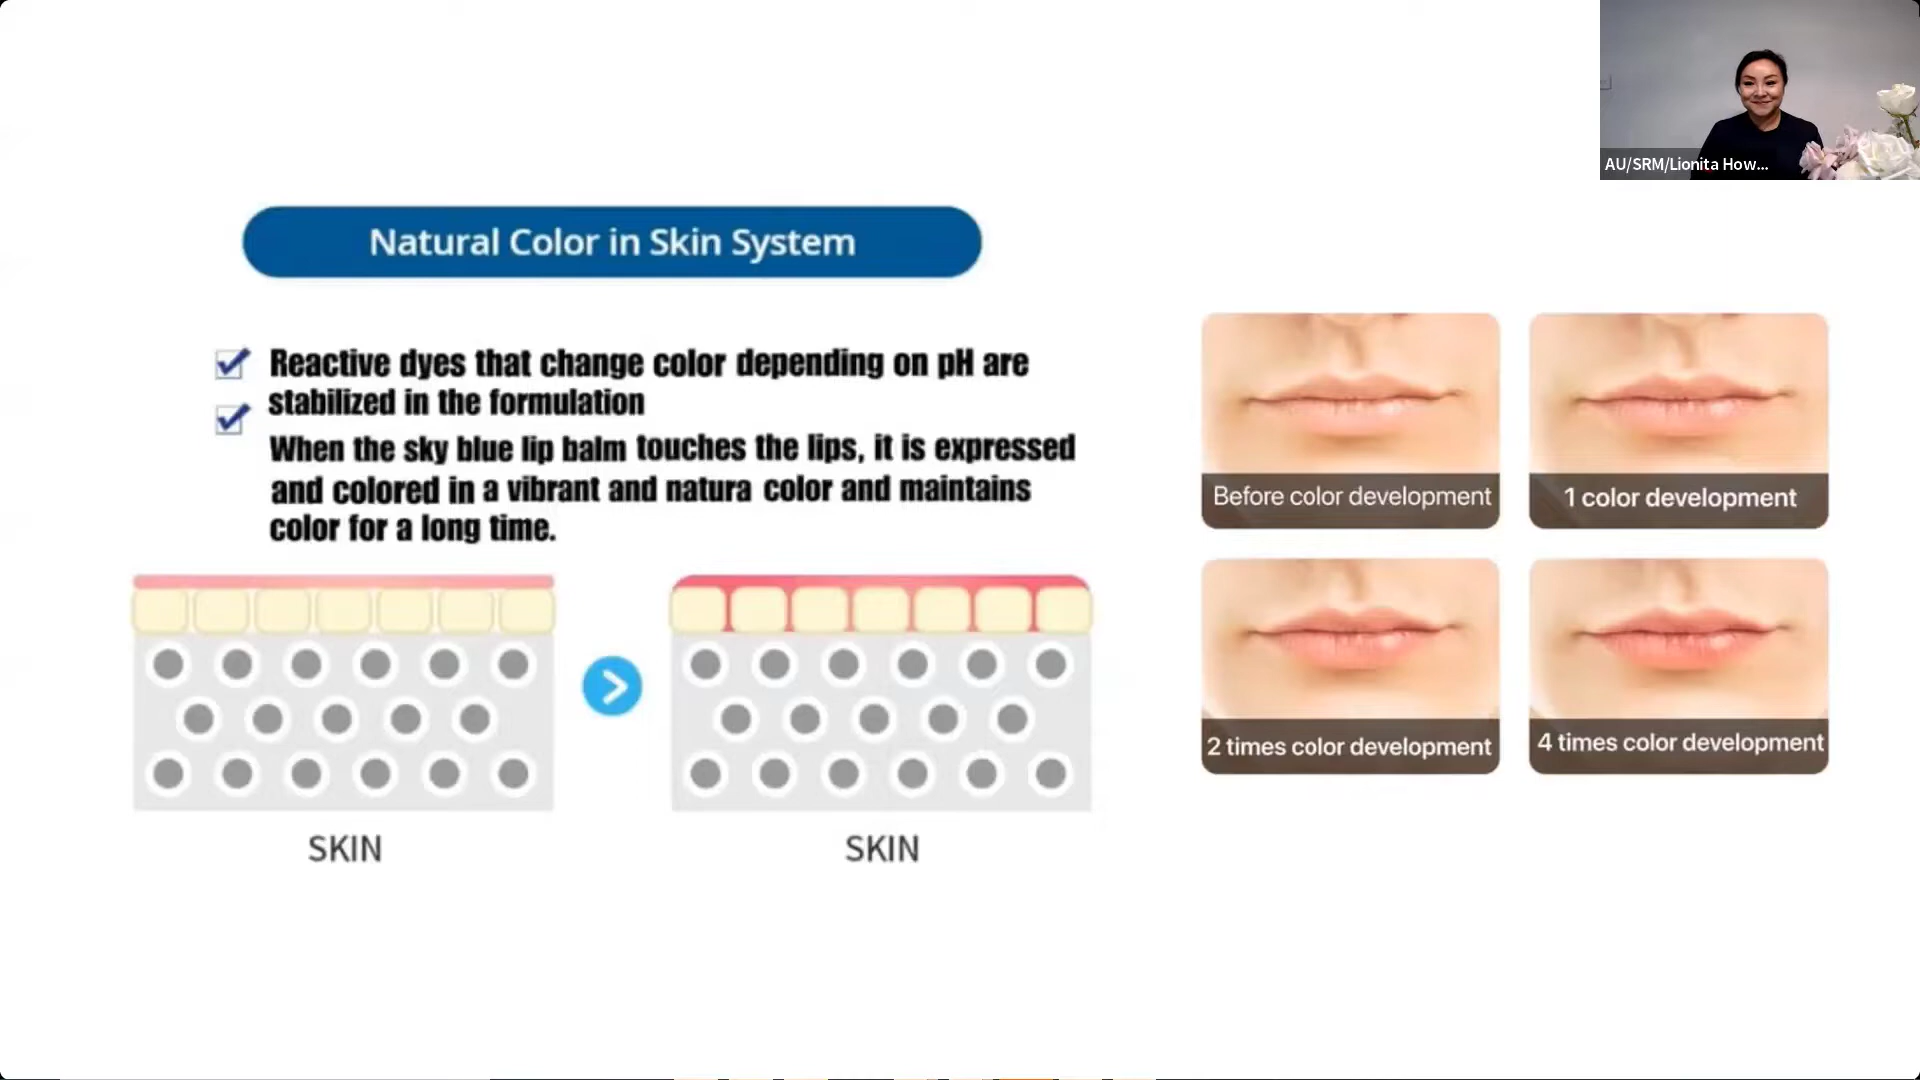 AU/SRM/Lionita How...
Natural Color in Skin System
Reactive dyes that change color depending on pH are
stabilized in the formulation
When the sky blue lip balm touches the lips, it is expressed
and colored in a vibrant and natura color and maintains
color for a long time.
Before color development
1 color development
2 times color development
4 times color development
SKIN
SKIN